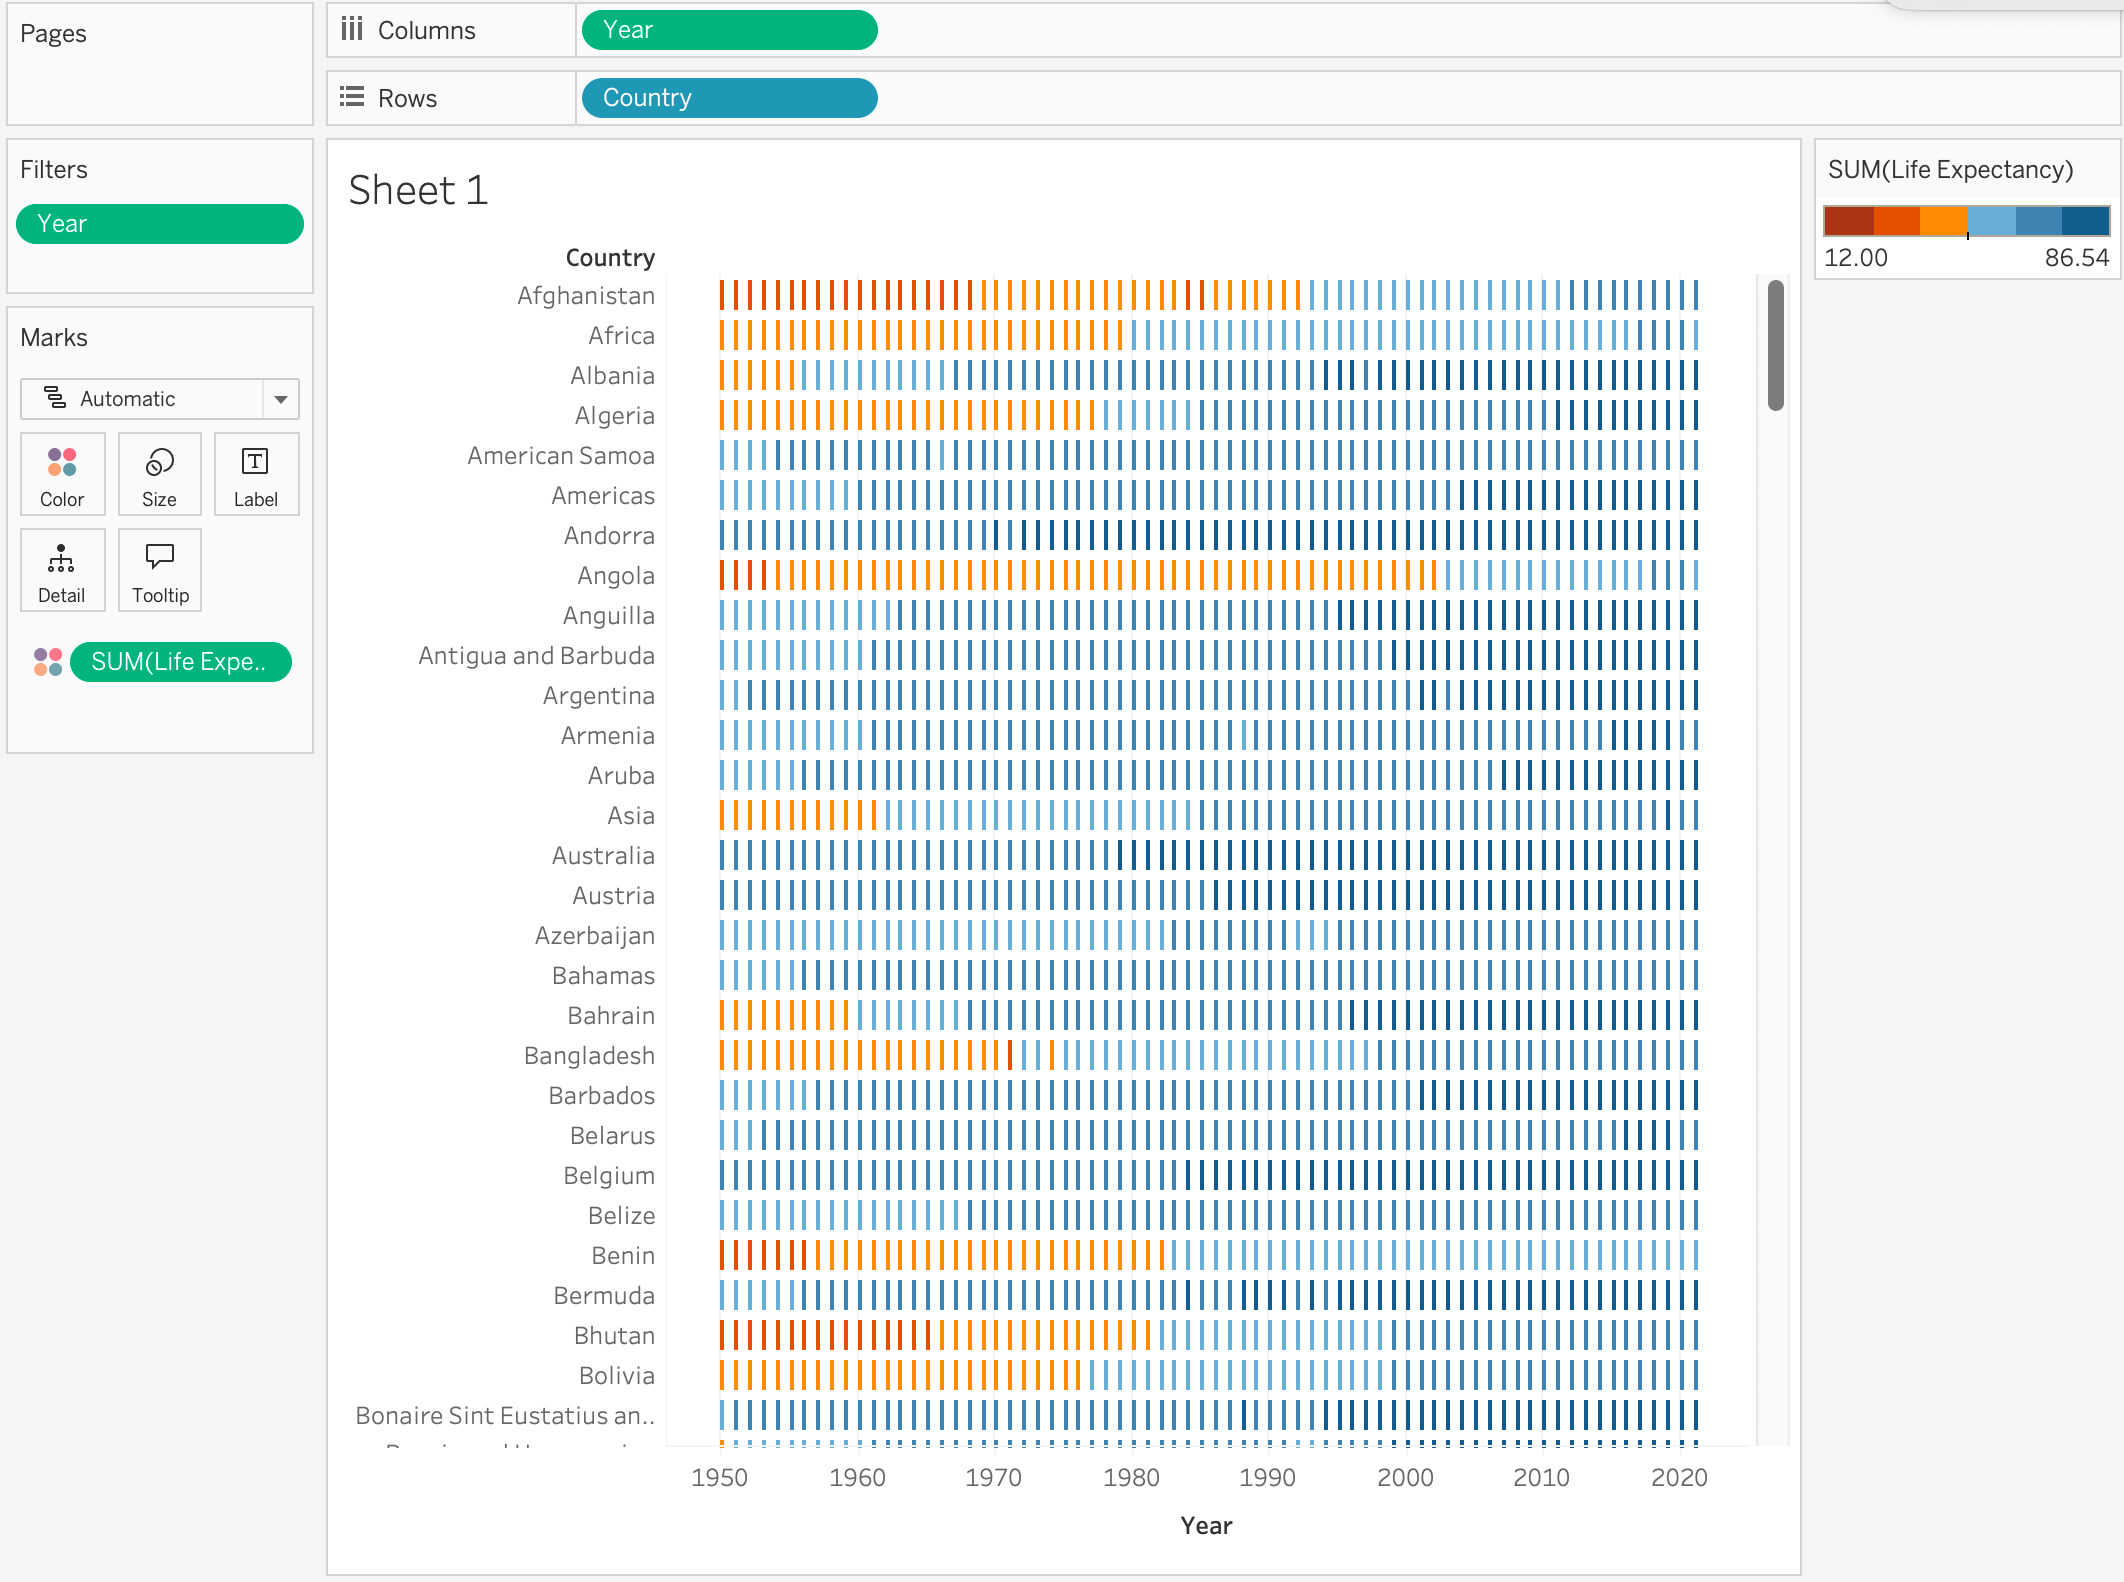 Pages
Columns
Year
Rows
Country
Filters
Year
Marks
Automatic
Color
Size
Label
Detail
Tooltip
SUM(Life Expe..
Sheet 1
Country
Afghanistan
Africa
Albania
Algeria
American Samoa
Americas
Andorra
Angola
Anguilla
Antigua and Barbuda
Argentina
Armenia
Aruba
Asia
Australia
Austria
Azerbaijan
Bahamas
Bahrain
Bangladesh
Barbados
Belarus
Belgium
Belize
Benin
Bermuda
Bhutan
Bolivia
Bonaire Sint Eustatius an..
1950 1960 1970 1980 1990 2000 2010 2020
Year
SUM(Life Expectancy)
12.00 86.54